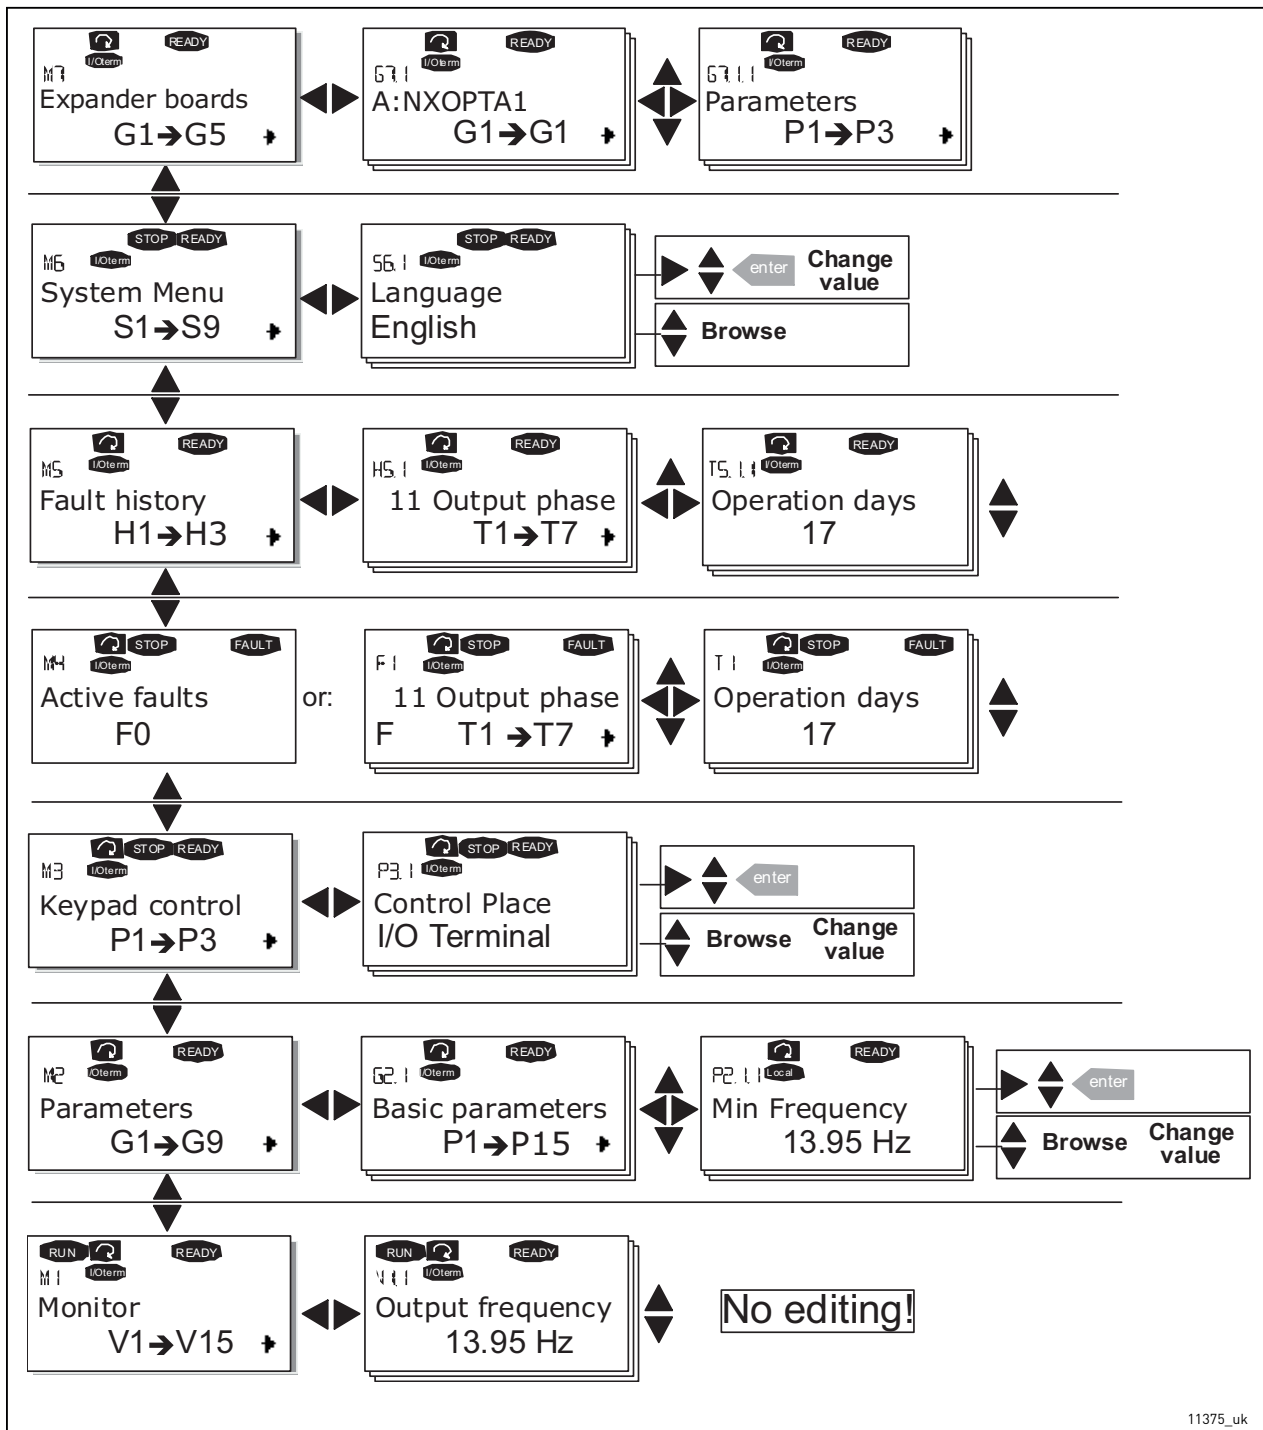 READY
I/Oterm
M7
Expander boards
G1➔G5
READY
I/Oterm
G7.1
A:NXOPTA1
G1➔G1
READY
I/Oterm
G7.1.1
Parameters
P1➔P3
STOP READY
M6 I/Oterm
System Menu
S1➔S9
STOP READY
S6.1 I/Oterm
Language
English
enter
Change
value
Browse
READY
M5 I/Oterm
Fault history
H1➔H3
READY
H5.1 I/Oterm
11 Output phase
T1➔T7
READY
T5.1.1 I/Oterm
Operation days
17
STOP FAULT
M4 I/Oterm
Active faults
F0
or:
STOP FAULT
F1 I/Oterm
11 Output phase
F T1 ➔T7
STOP FAULT
T1 I/Oterm
Operation days
17
STOP READY
M3 I/Oterm
Keypad control
P1➔P3
STOP READY
P3.1 I/Oterm
Control Place
I/O Terminal
enter
Browse
Change
value
READY
M2 I/Oterm
Parameters
G1➔G9
READY
G2.1 I/Oterm
Basic parameters
P1➔P15
READY
P2.1.1 Local
Min Frequency
13.95 Hz
enter
Browse
Change
value
RUN READY
M1 I/Oterm
Monitor
V1➔V15
RUN READY
V1.1 I/Oterm
Output frequency
13.95 Hz
No editing!
11375_uk